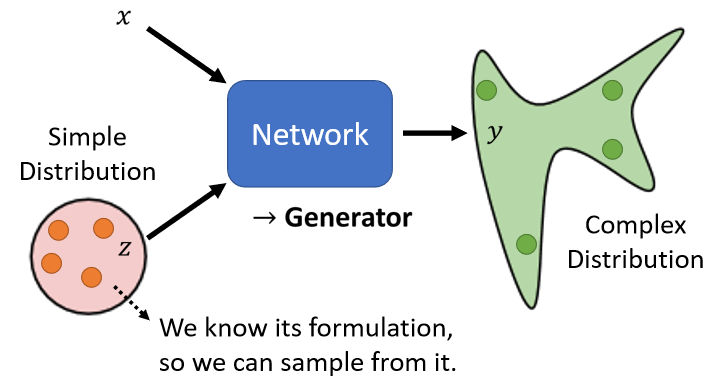 x
Simple
Distribution
z
Network
→ Generator
y
Complex
Distribution
We know its formulation,
so we can sample from it.